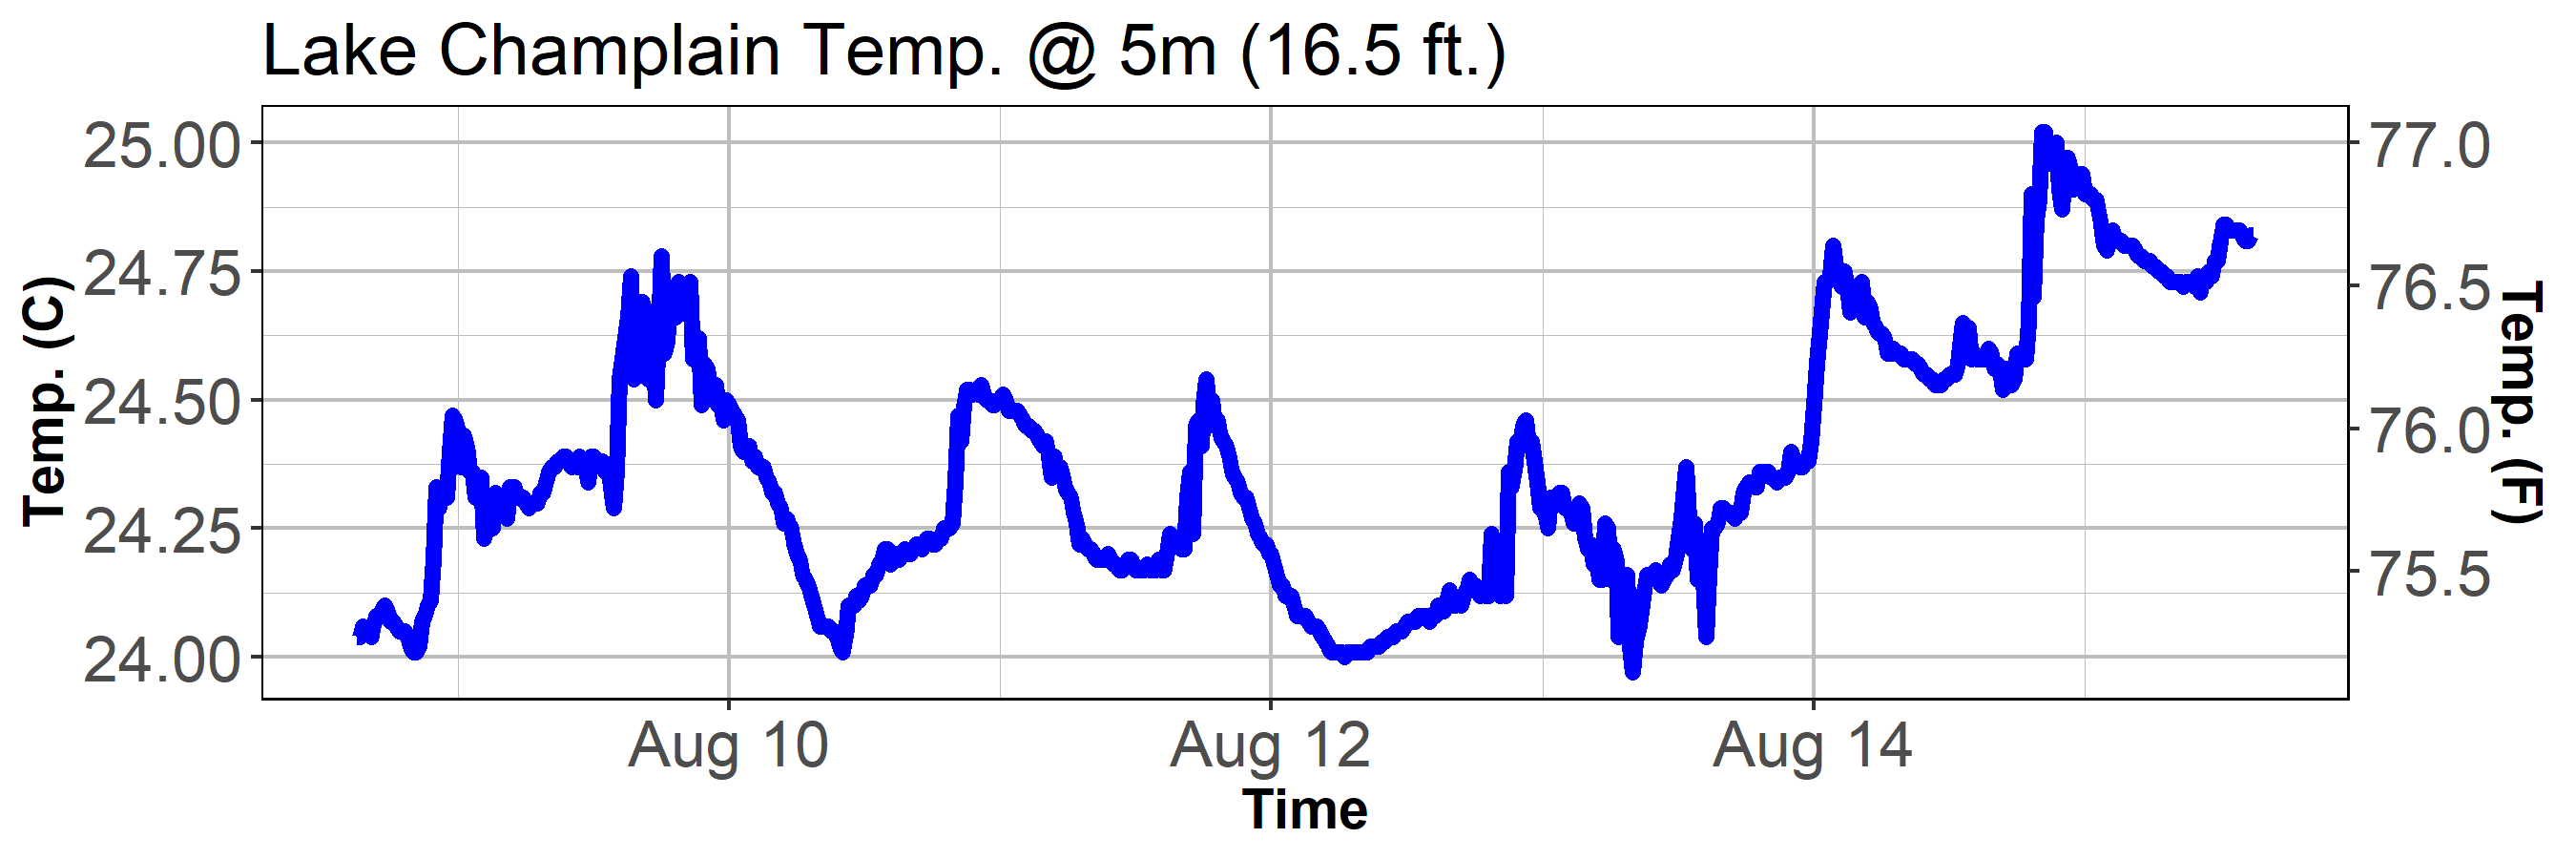 Lake Champlain Temp. @ 5m (16.5 ft.)
Temp. (C)
25.00
24.75
24.50
24.25
24.00
77.0
76.5
76.0
75.5
Temp. (F)
Aug 10
Aug 12
Aug 14
Time